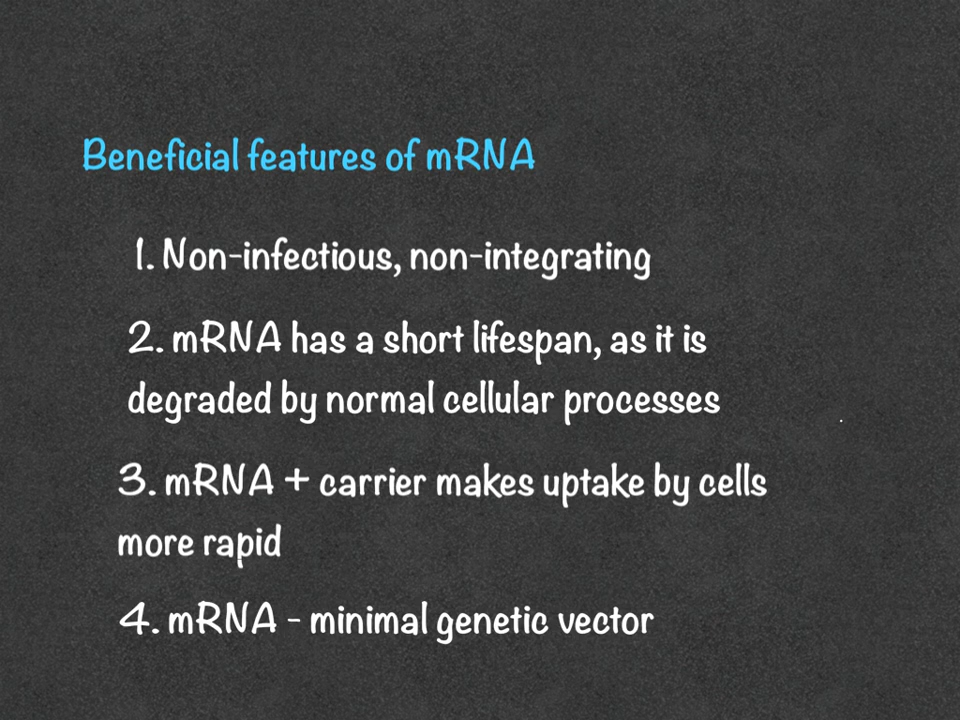 Beneficial features of mRNA
1. Non-infectious, non-integrating
2. mRNA has a short lifespan, as it is
degraded by normal cellular processes
3. mRNA + carrier makes uptake by cells
more rapid
4. mRNA - minimal genetic vector